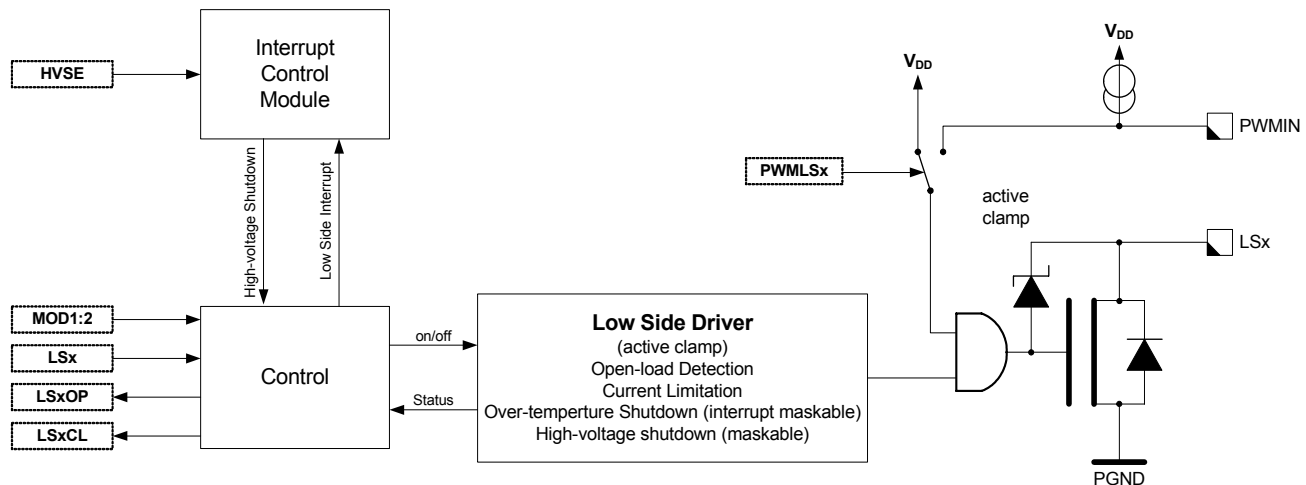 Interrupt
Control
Module
HVSE
VDD
VDD
PWMIN
High-voltage Shutdown
Low Side Interrupt
PWMLSx
active
clamp
LSx
MOD1:2
LSx
LSxOP
LSxCL
Control
on/off
Status
Low Side Driver
(active clamp)
Open-load Detection
Current Limitation
Over-temperture Shutdown (interrupt maskable)
High-voltage shutdown (maskable)
PGND